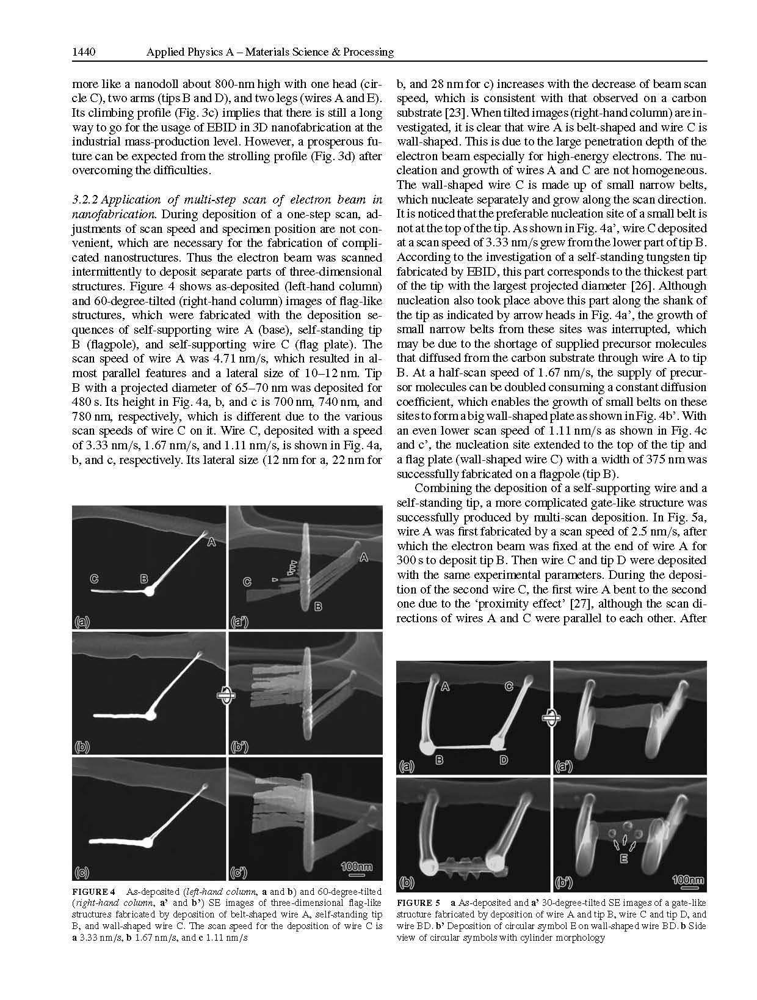 1440 Applied Physics A – Materials Science & Processing
more like a nanodoll about 800-nm high with one head (cir-
cle C), two arms (tips B and D), and two legs (wires A and E).
Its climbing profile (Fig. 3c) implies that there is still a long
way to go for the usage of EBID in 3D nanofabrication at the
industrial mass-production level. However, a prosperous fu-
ture can be expected from the strolling profile (Fig. 3d) after
overcoming the difficulties.
3.2.2 Application of multi-step scan of electron beam in
nanofabrication. During deposition of a one-step scan, ad-
justments of scan speed and specimen position are not con-
venient, which are necessary for the fabrication of compli-
cated nanostructures. Thus the electron beam was scanned
intermittently to deposit separate parts of three-dimensional
structures. Figure 4 shows as-deposited (left-hand column)
and 60-degree-tilted (right-hand column) images of flag-like
structures, which were fabricated with the deposition se-
quences of self-supporting wire A (base), self-standing tip
B (flagpole), and self-supporting wire C (flag plate). The
scan speed of wire A was 4.71 nm/s, which resulted in al-
most parallel features and a lateral size of 10–12 nm. Tip
B with a projected diameter of 65–70 nm was deposited for
480 s. Its height in Fig. 4a, b, and c is 700 nm, 740 nm, and
780 nm, respectively, which is different due to the various
scan speeds of wire C on it. Wire C, deposited with a speed
of 3.33 nm/s, 1.67 nm/s, and 1.11 nm/s, is shown in Fig. 4a,
b, and c, respectively. Its lateral size (12 nm for a, 22 nm for
b, and 28 nm for c) increases with the decrease of beam scan
speed, which is consistent with that observed on a carbon
substrate [23]. When tilted images (right-hand column) are in-
vestigated, it is clear that wire A is belt-shaped and wire C is
wall-shaped. This is due to the large penetration depth of the
electron beam especially for high-energy electrons. The nu-
cleation and growth of wires A and C are not homogeneous.
The wall-shaped wire C is made up of small narrow belts,
which nucleate separately and grow along the scan direction.
It is noticed that the preferable nucleation site of a small belt is
not at the top of the tip. As shown in Fig. 4a’, wire C deposited
at a scan speed of 3.33 nm/s grew from the lower part of tip B.
According to the investigation of a self-standing tungsten tip
fabricated by EBID, this part corresponds to the thickest part
of the tip with the largest projected diameter [26]. Although
nucleation also took place above this part along the shank of
the tip as indicated by arrow heads in Fig. 4a’, the growth of
small narrow belts from these sites was interrupted, which
may be due to the shortage of supplied precursor molecules
that diffused from the carbon substrate through wire A to tip
B. At a half-scan speed of 1.67 nm/s, the supply of precur-
sor molecules can be doubled consuming a constant diffusion
coefficient, which enables the growth of small belts on these
sites to form a big wall-shaped plate as shown in Fig. 4b’. With
an even lower scan speed of 1.11 nm/s as shown in Fig. 4c
and c’, the nucleation site extended to the top of the tip and
a flag plate (wall-shaped wire C) with a width of 375 nm was
successfully fabricated on a flagpole (tip B).
Combining the deposition of a self-supporting wire and a
self-standing tip, a more complicated gate-like structure was
successfully produced by multi-scan deposition. In Fig. 5a,
wire A was first fabricated by a scan speed of 2.5 nm/s, after
which the electron beam was fixed at the end of wire A for
300 s to deposit tip B. Then wire C and tip D were deposited
with the same experimental parameters. During the deposi-
tion of the second wire C, the first wire A bent to the second
one due to the ‘proximity effect’ [27], although the scan di-
rections of wires A and C were parallel to each other. After
A
C B
(a)
A
C
B
(a')
(b)
(b')
(c)
(c')
100nm
FIGURE 4 As-deposited (left-hand column, a and b) and 60-degree-tilted
(right-hand column, a’ and b’) SE images of three-dimensional flag-like
structures fabricated by deposition of belt-shaped wire A, self-standing tip
B, and wall-shaped wire C. The scan speed for the deposition of wire C is
a 3.33 nm/s, b 1.67 nm/s, and c 1.11 nm/s
A C
B D
(a)
(a')
(b)
E
(b')
100nm
FIGURE 5 a As-deposited and a’ 30-degree-tilted SE images of a gate-like
structure fabricated by deposition of wire A and tip B, wire C and tip D, and
wire BD. b’ Deposition of circular symbol E on wall-shaped wire BD. b Side
view of circular symbols with cylinder morphology